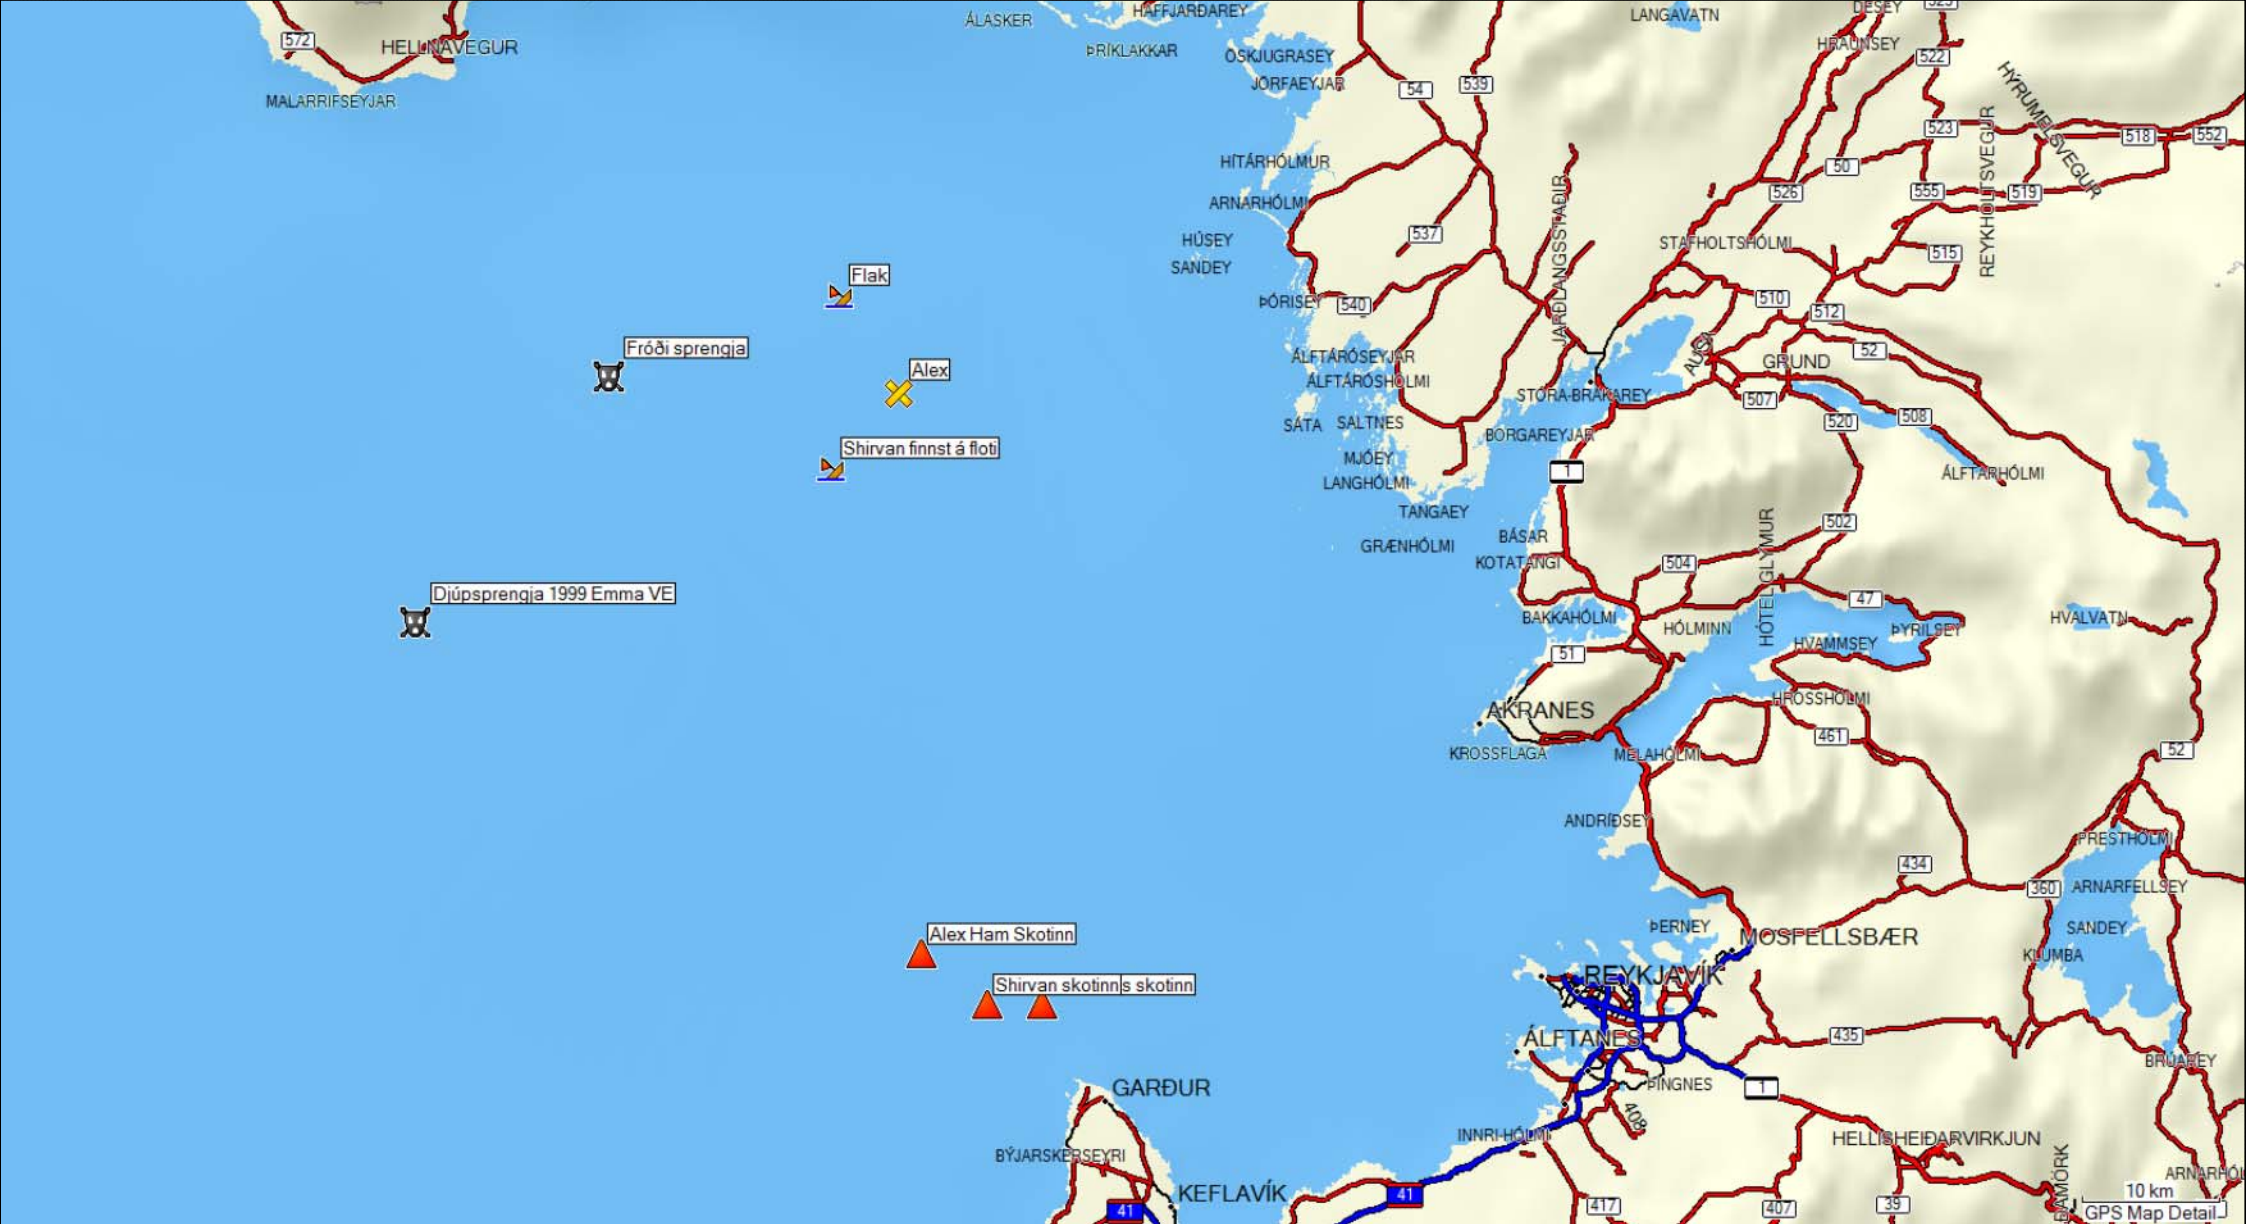 ÁLASKER
HAFFJARÐAREY
LANGAVATN
DESEY
523
572
HELLNAVEGUR
ÞRÍKLAKKAR
ÖSKJUGRASEY
HRAUNSEY
522
JÖRFAEYJAR
54
539
MALARRIFSEYJAR
HÝRUMELSVEGUR
REYKHOLTSVEGUR
523
518
552
HÍTÁRHÓLMUR
50
526
555
519
ARNARHÓLMI
JARÐLANGSSTAÐIR
537
HÚSEY
STAFHOLTSHÓLMI
515
SANDEY
Flak
ÞÓRISEY
540
510
512
Fróði sprengja
ÁLFTÁRÓSEYJAR
52
GRUND
Alex
ÁLFTÁRÓSHÓLMI
STÓRA-BRÁKAREY
507
508
SÁTA
SALTNES
520
BORGAREYJAR
Shirvan finnst á floti
MJÓEY
1
ÁLFTARHÓLMI
LANGHÓLMI
TANGAEY
502
BÁSAR
GRÆNHÓLMI
HÓTEL GLYMUR
KOTATANGI
504
Djúpsprengja 1999 Emma VE
47
BAKKAHÓLMI
HÓLMINN
ÞYRILSEY
HVALVATN
HVAMMSEY
51
HROSSHÓLMI
AKRANES
461
KROSSFLAGA
MELAHÓLMI
52
ANDRÍÐSEY
PRESTHÓLMI
434
360
ARNARFELLSEY
ÞERNEY
SANDEY
Alex Ham Skotinn
MOSFELLSBÆR
KLUMBA
REYKJAVÍK
Shirvan skotinn
s skotinn
ÁLFTANES
435
BRÚAREY
GARÐUR
ÞINGNES
1
408
INNRI-HÓLMI
HELLISHEIÐARVIRKJUN
BÝJARSKERSEYRI
KEFLAVÍK
41
41
417
407
39
10 km
GPS Map Detail